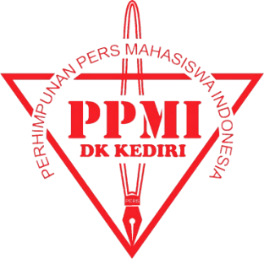 PERHIMPUNAN PERS MAHASISWA INDONESIA
PPMI
DK KEDIRI